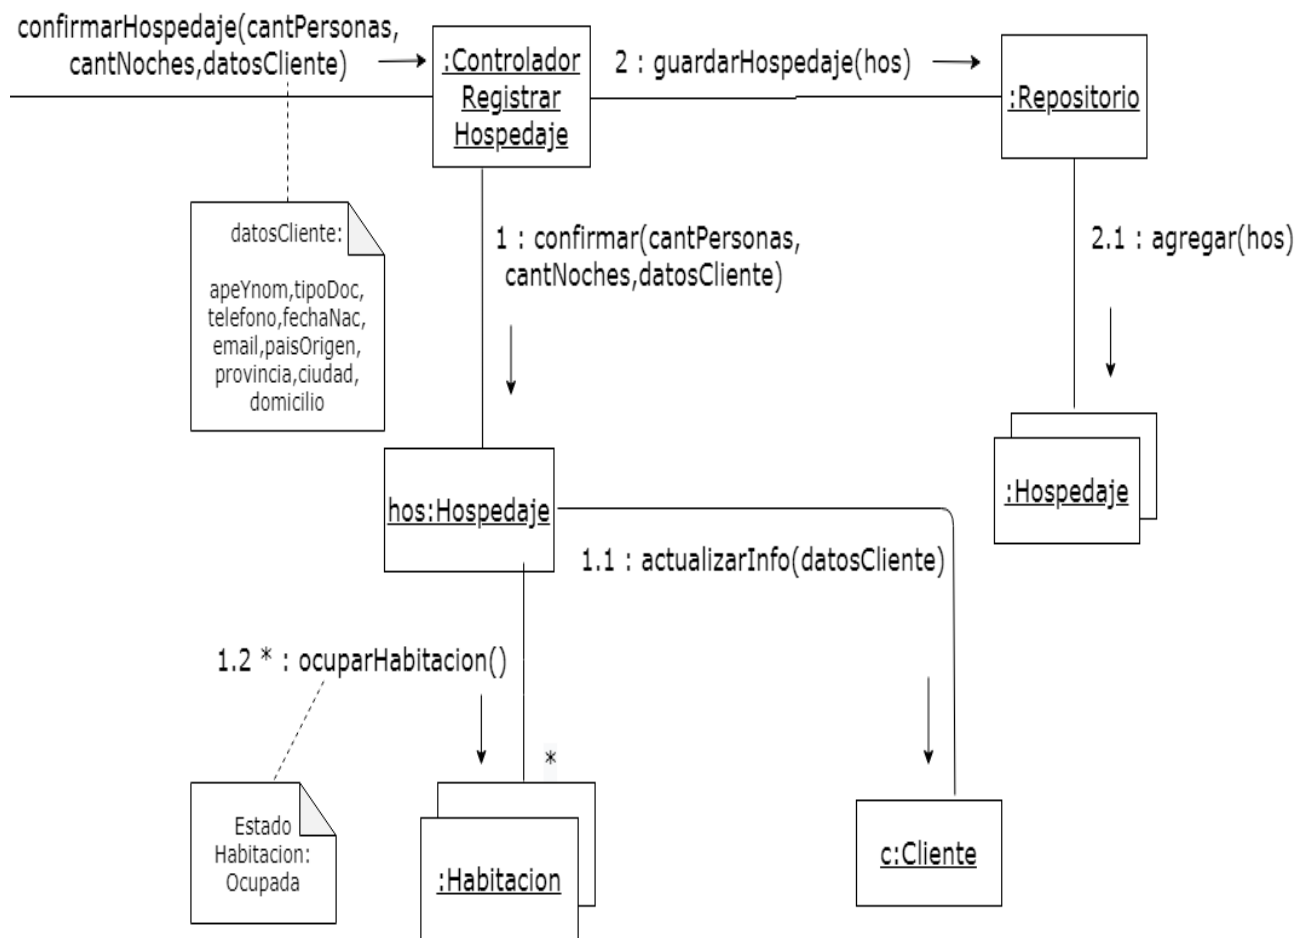 confirmarHospedaje(cantPersonas,
cantNoches,datosCliente)
:Controlador
Registrar
Hospedaje
2 : guardarHospedaje(hos)
:Repositorio
datosCliente:
apeYnom,tipoDoc,
telefono,fechaNac,
email,paisOrigen,
provincia,ciudad,
domicilio
1 : confirmar(cantPersonas,
cantNoches,datosCliente)
2.1 : agregar(hos)
hos:Hospedaje
:Hospedaje
1.1 : actualizarInfo(datosCliente)
1.2 * : ocuparHabitacion()
*
Estado
Habitacion:
Ocupada
:Habitacion
c:Cliente